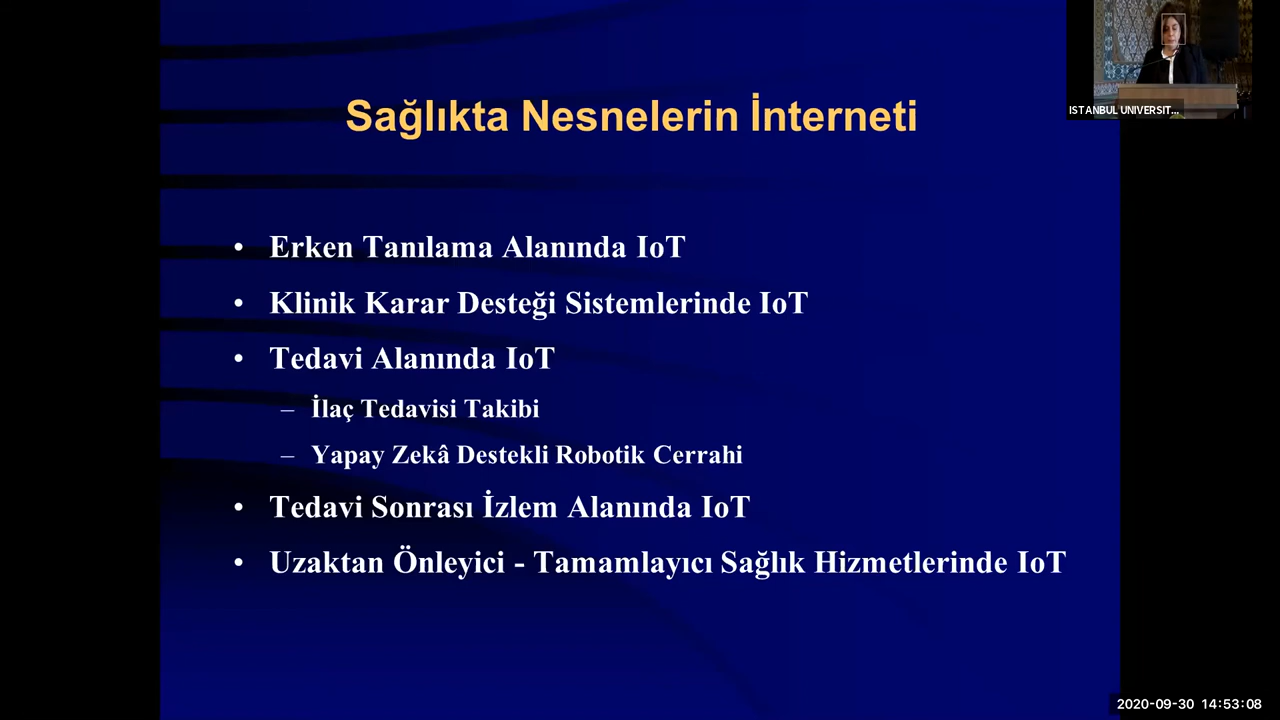 Sağlıkta Nesnelerin İnterneti
ISTANBUL UNIVERSIT...
• Erken Tanılama Alanında IoT
• Klinik Karar Desteği Sistemlerinde IoT
• Tedavi Alanında IoT
– İlaç Tedavisi Takibi
– Yapay Zekâ Destekli Robotik Cerrahi
• Tedavi Sonrası İzlem Alanında IoT
• Uzaktan Önleyici - Tamamlayıcı Sağlık Hizmetlerinde IoT
2020-09-30 14:53:08